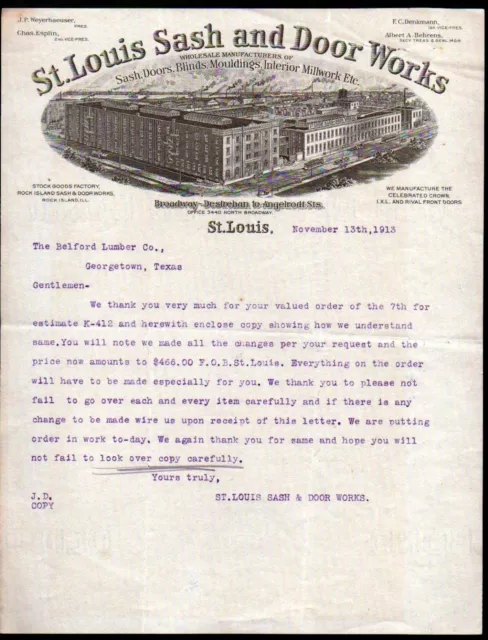 J.P. Weyerhaeuser,
PRES.
Chas. Esplin,
2ND VICE-PRES.
F.C. Denkmann,
1ST VICE-PRES.
Albert A. Behrens,
SECY TREAS & GENL. MGR.
St. Louis Sash and Door Works
WHOLESALE MANUFACTURERS OF
Sash, Doors, Blinds, Mouldings, Interior Millwork Etc.
STOCK GOODS FACTORY,
ROCK ISLAND SASH & DOOR WORKS,
ROCK ISLAND, ILL.
WE MANUFACTURE THE
CELEBRATED CROWN,
I.X.L. AND RIVAL FRONT DOORS.
Broadway-Destrehan to Angelrodt Sts.
OFFICE 3440 NORTH BROADWAY.
St. Louis, November 13th, 1913
The Belford Lumber Co.,
Georgetown, Texas
Gentlemen-
We thank you very much for your valued order of the 7th for
estimate K-412 and herewith enclose copy showing how we understand
same.You will note we made all the changes per your request and the
price now amounts to $466.00 F.O.B.St.Louis. Everything on the order
will have to be made especially for you. We thank you to please not
fail to go over each and every item carefully and if there is any
change to be made wire us upon receipt of this letter. We are putting
order in work to-day. We again thank you for same and hope you will
not fail to look over copy carefully.
Yours truly,
J.D. ST.LOUIS SASH & DOOR WORKS.
COPY